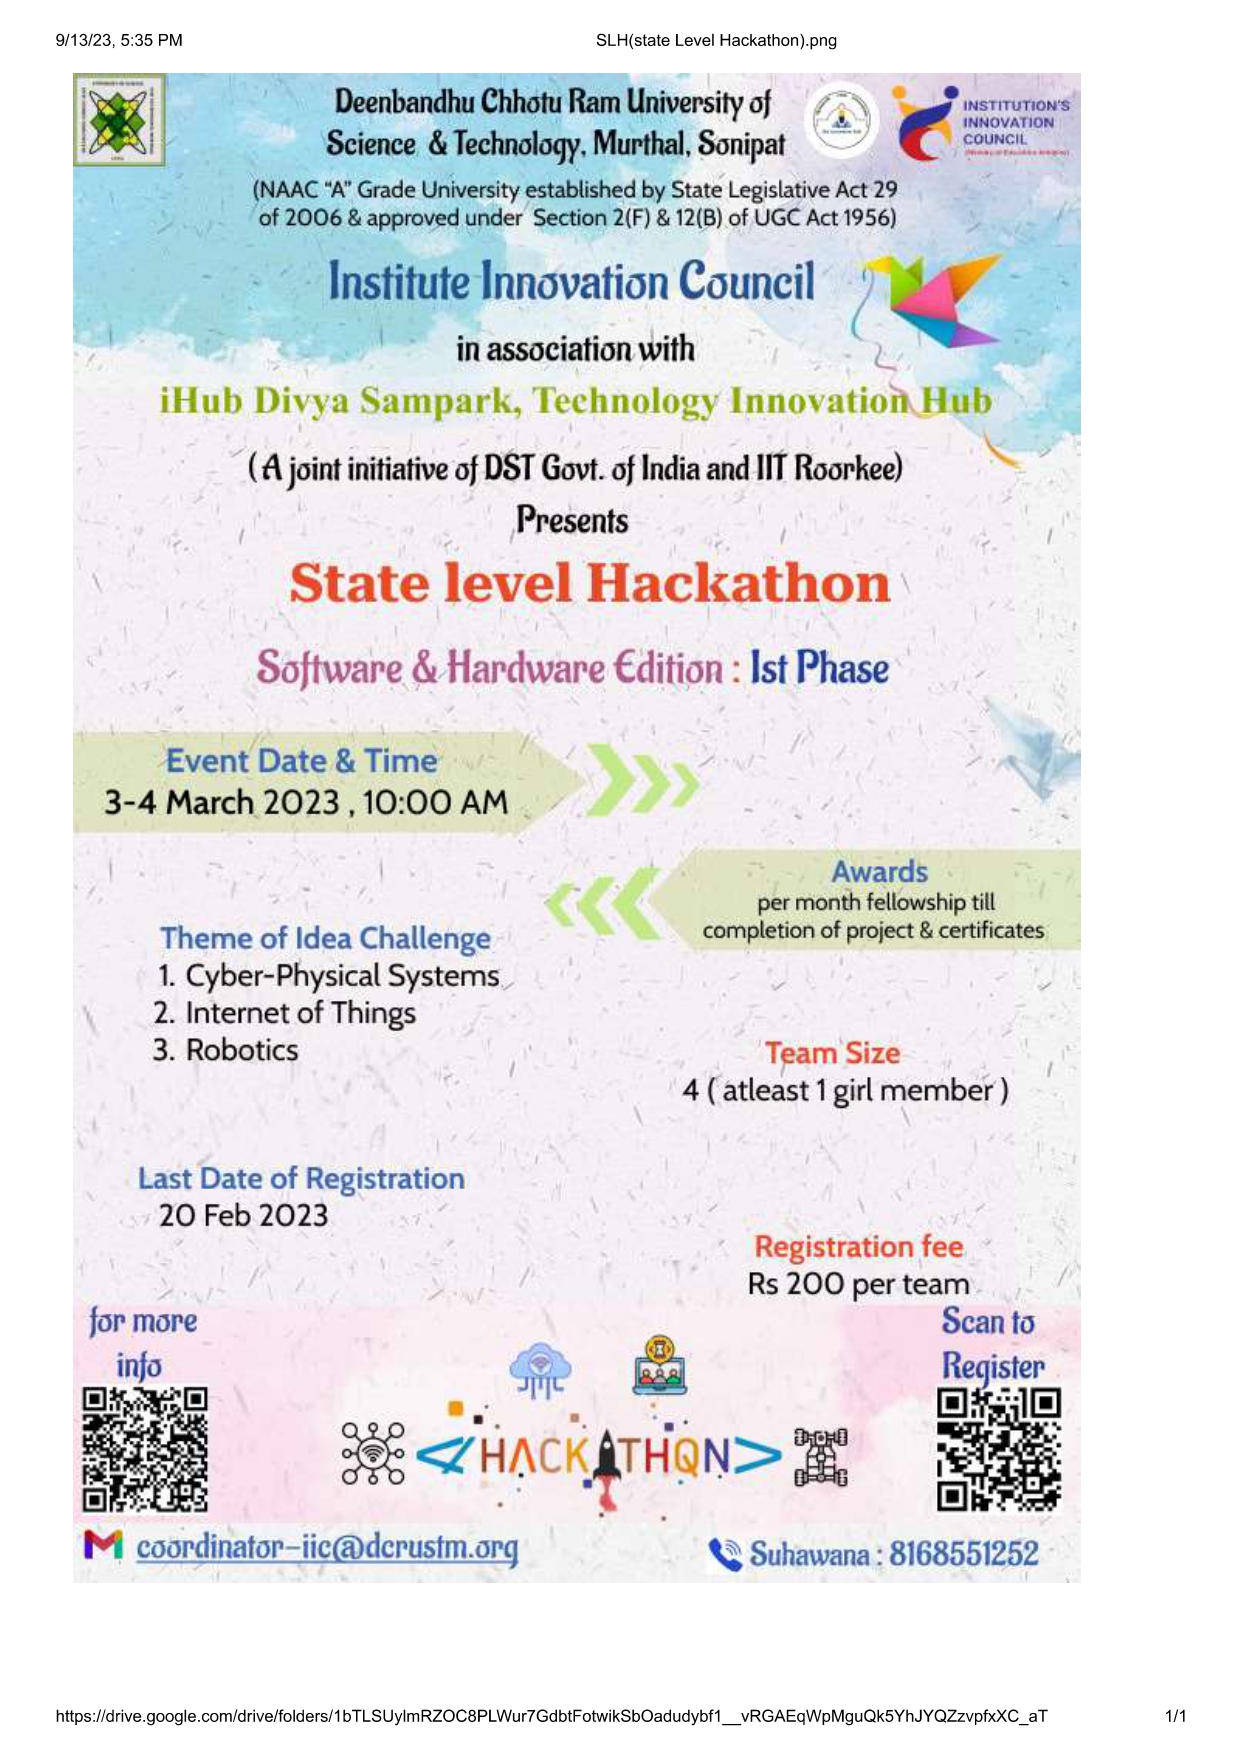 9/13/23, 5:35 PM
SLH(state Level Hackathon).png
Deenbandhu Chhotu Ram University of
Science & Technology, Murthal, Sonipat
INSTITUTION'S
INNOVATION
COUNCIL
(Ministry of Education Initiative)
(NAAC “A” Grade University established by State Legislative Act 29
of 2006 & approved under Section 2(F) & 12(B) of UGC Act 1956)
Institute Innovation Council
in association with
iHub Divya Sampark, Technology Innovation Hub
( A joint initiative of DST Govt. of India and IIT Roorkee)
Presents
State level Hackathon
Software & Hardware Edition : Ist Phase
Event Date & Time
3-4 March 2023 , 10:00 AM
Awards
per month fellowship till
completion of project & certificates
Theme of Idea Challenge
1. Cyber-Physical Systems
2. Internet of Things
3. Robotics
Team Size
4 ( atleast 1 girl member )
Last Date of Registration
20 Feb 2023
Registration fee
Rs 200 per team
for more
info
Scan to
Register
<HACKATHON>
coordinator-iic@dcrustm.org
Suhawana : 8168551252
https://drive.google.com/drive/folders/1bTLSUylmRZOC8PLWur7GdbtFotwikSbOadudybf1__vRGAEqWpMguQk5YhJYQZzvpfxXC_aT
1/1